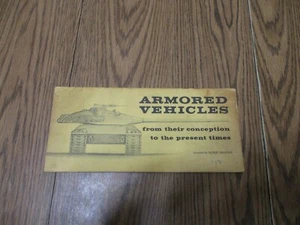 ARMORED
VEHICLES
from their conception
to the present times